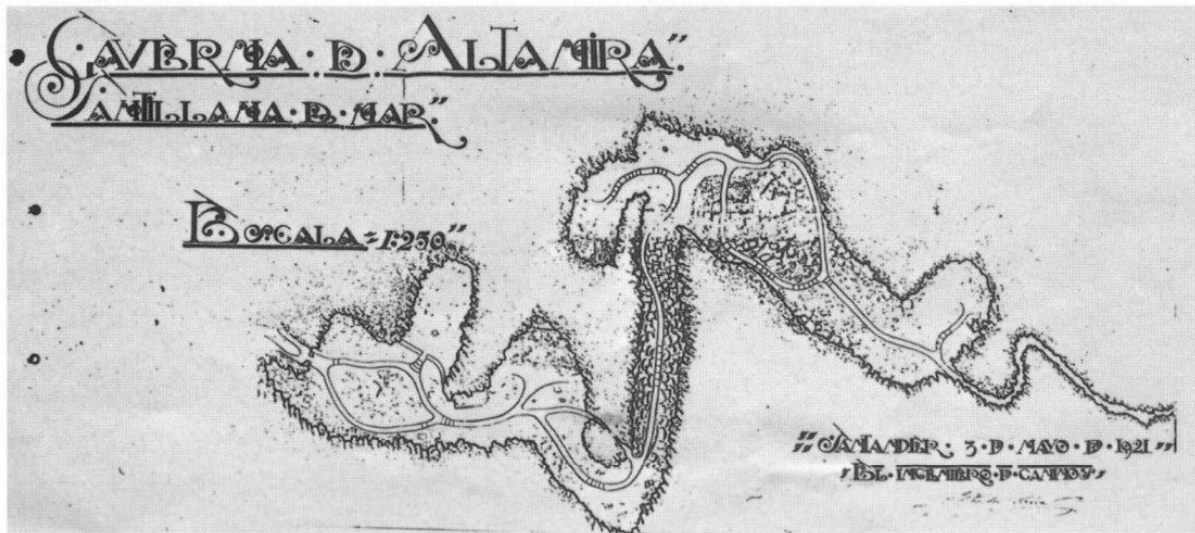 CAVERNA · D · ALTAMIRA".
SANTILLANA · D · MAR".
ESCALA = 1:250"
"SANTANDER · 3 · D · MAYO · D · 1921"
"EL · INGENIERO · D · CAMINOS"